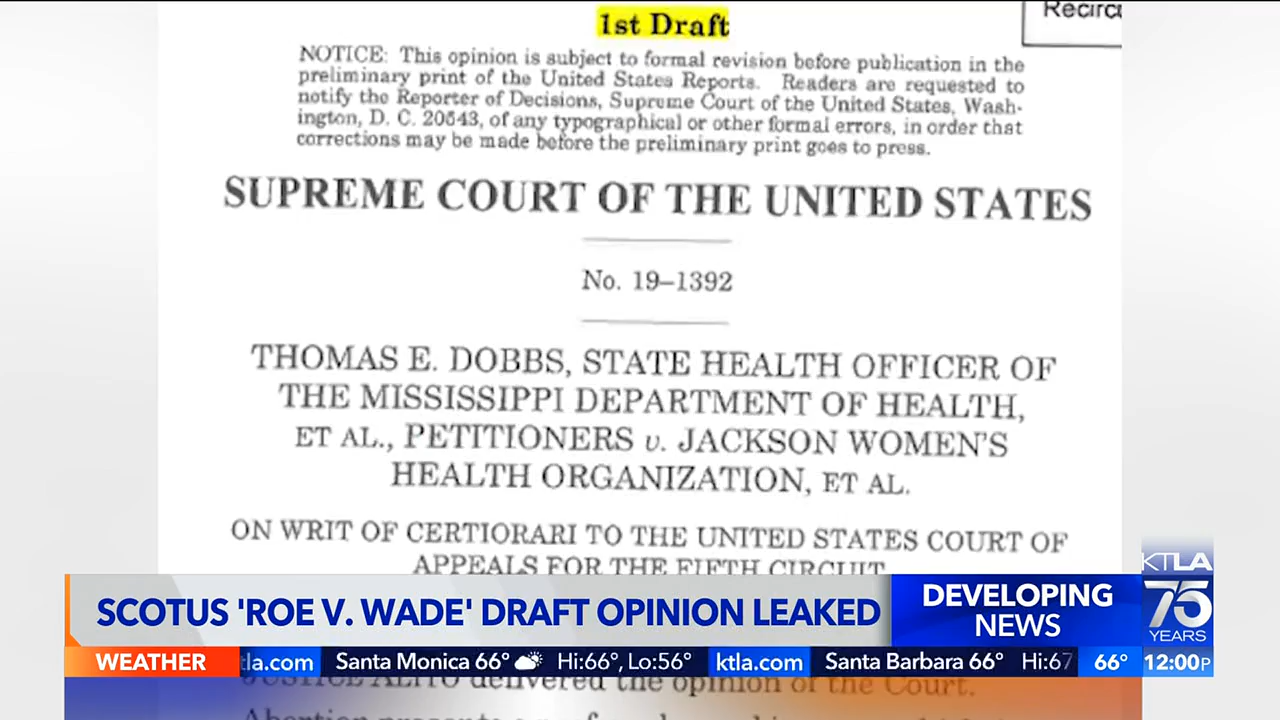 1st Draft
NOTICE: This opinion is subject to formal revision before publication in the
preliminary print of the United States Reports. Readers are requested to
notify the Reporter of Decisions, Supreme Court of the United States, Wash-
ington, D. C. 20543, of any typographical or other formal errors, in order that
corrections may be made before the preliminary print goes to press.
SUPREME COURT OF THE UNITED STATES
No. 19–1392
THOMAS E. DOBBS, STATE HEALTH OFFICER OF
THE MISSISSIPPI DEPARTMENT OF HEALTH,
ET AL., PETITIONERS v. JACKSON WOMEN'S
HEALTH ORGANIZATION, ET AL.
ON WRIT OF CERTIORARI TO THE UNITED STATES COURT OF
APPEALS FOR THE FIFTH CIRCUIT
SCOTUS 'ROE V. WADE' DRAFT OPINION LEAKED
DEVELOPING
NEWS
KTLA
75
YEARS
WEATHER
tla.com Santa Monica 66° Hi:66°, Lo:56° ktla.com Santa Barbara 66° Hi:67 66° 12:00P
JUSTICE ALITO delivered the opinion of the Court.